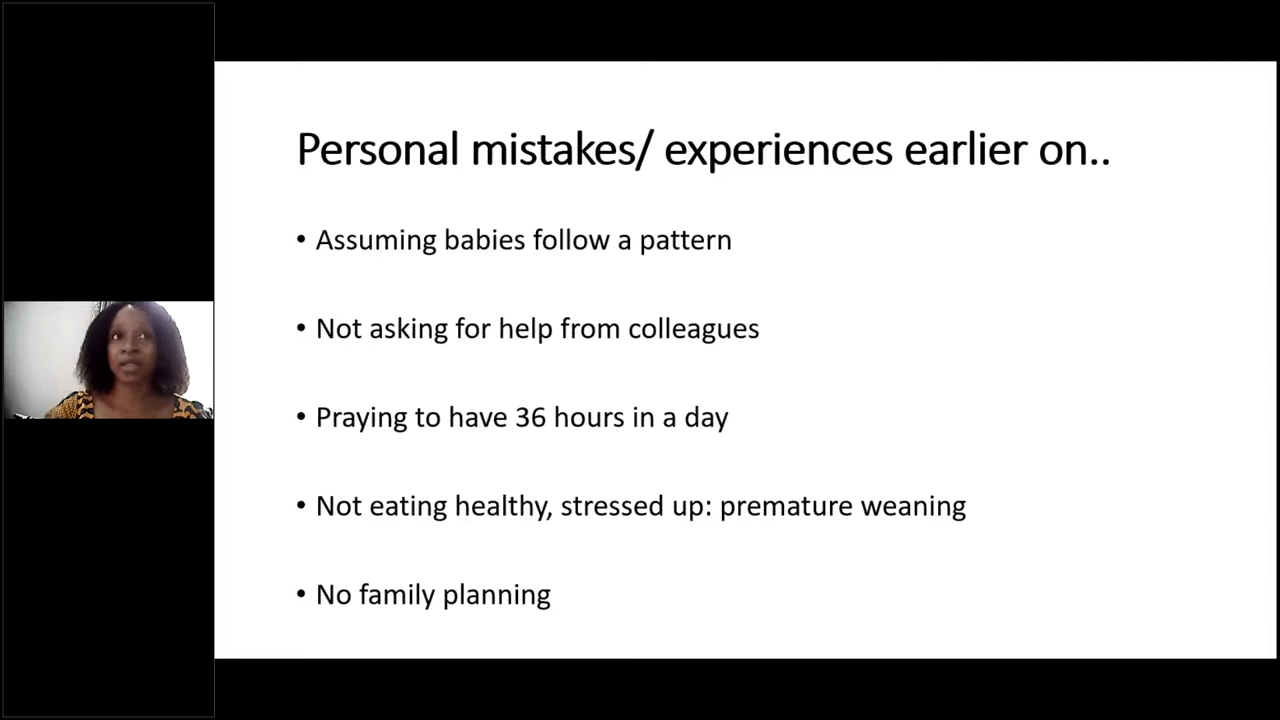 Personal mistakes/ experiences earlier on..
• Assuming babies follow a pattern
• Not asking for help from colleagues
• Praying to have 36 hours in a day
• Not eating healthy, stressed up: premature weaning
• No family planning